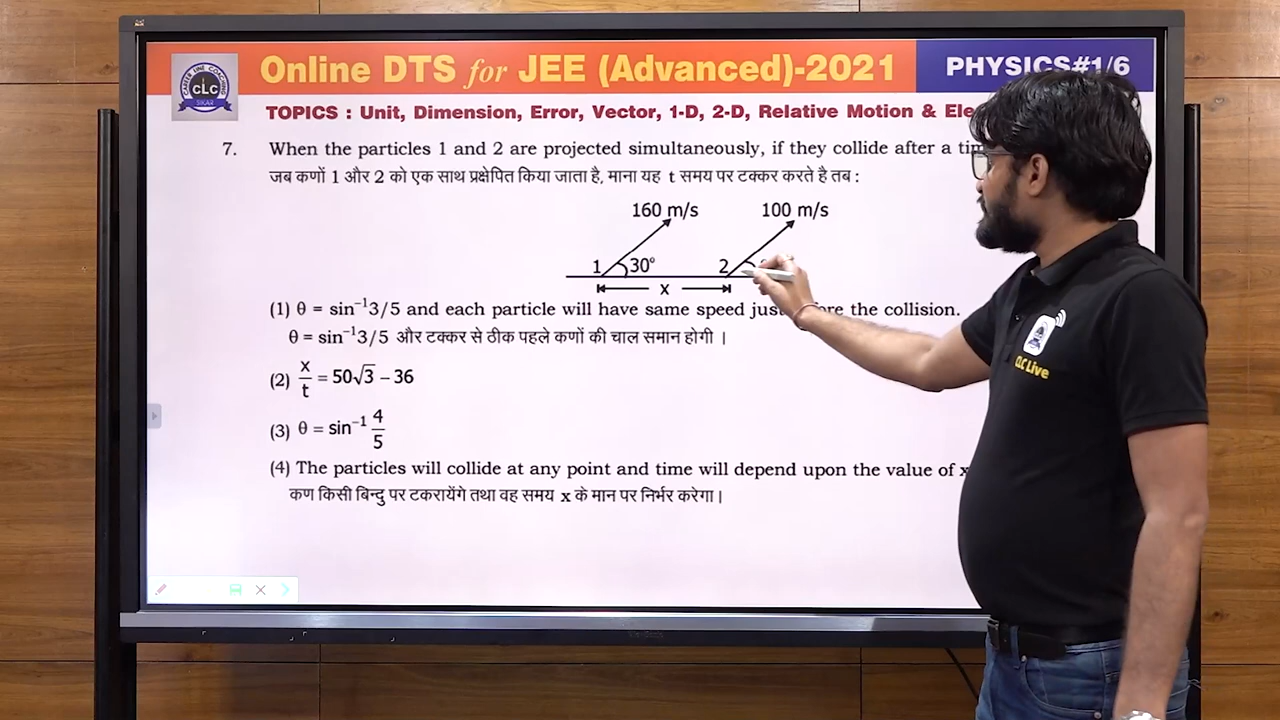 Online DTS for JEE (Advanced)-2021
PHYSICS#1/6
CAREER LINE COACHING
CLC
SIKAR
TOPICS : Unit, Dimension, Error, Vector, 1-D, 2-D, Relative Motion &
7. When the particles 1 and 2 are projected simultaneously, if they collide after a
जब कणों 1 और 2 को एक साथ प्रक्षेपित किया जाता है, माना यह t समय पर टक्कर करते है तब :
160 m/s 100 m/s
1 30° 2
x
(1) θ = sin⁻¹3/5 and each particle will have same speed the collision.
θ = sin⁻¹3/5 और टक्कर से ठीक पहले कणों की चाल समान होगी ।
(2) x/t = 50√3 – 36
(3) θ = sin⁻¹ 4/5
(4) The particles will collide at any point and time will depend upon the value of x
कण किसी बिन्दु पर टकरायेंगे तथा वह समय x के मान पर निर्भर करेगा ।
CLC Live
ViewSonic